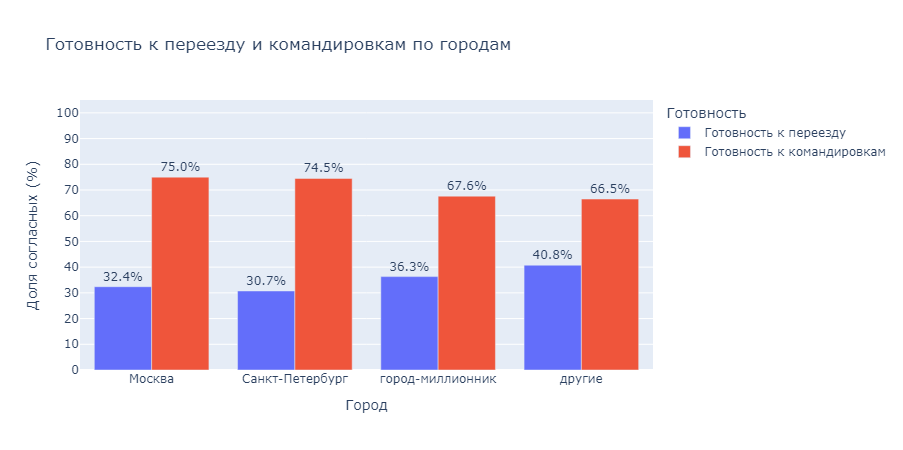 Готовность к переезду и командировкам по городам
Готовность
Готовность к переезду
Готовность к командировкам
Доля согласных (%)
100
90
80
70
60
50
40
30
20
10
0
32.4%
75.0%
30.7%
74.5%
36.3%
67.6%
40.8%
66.5%
Москва
Санкт-Петербург
город-миллионник
другие
Город